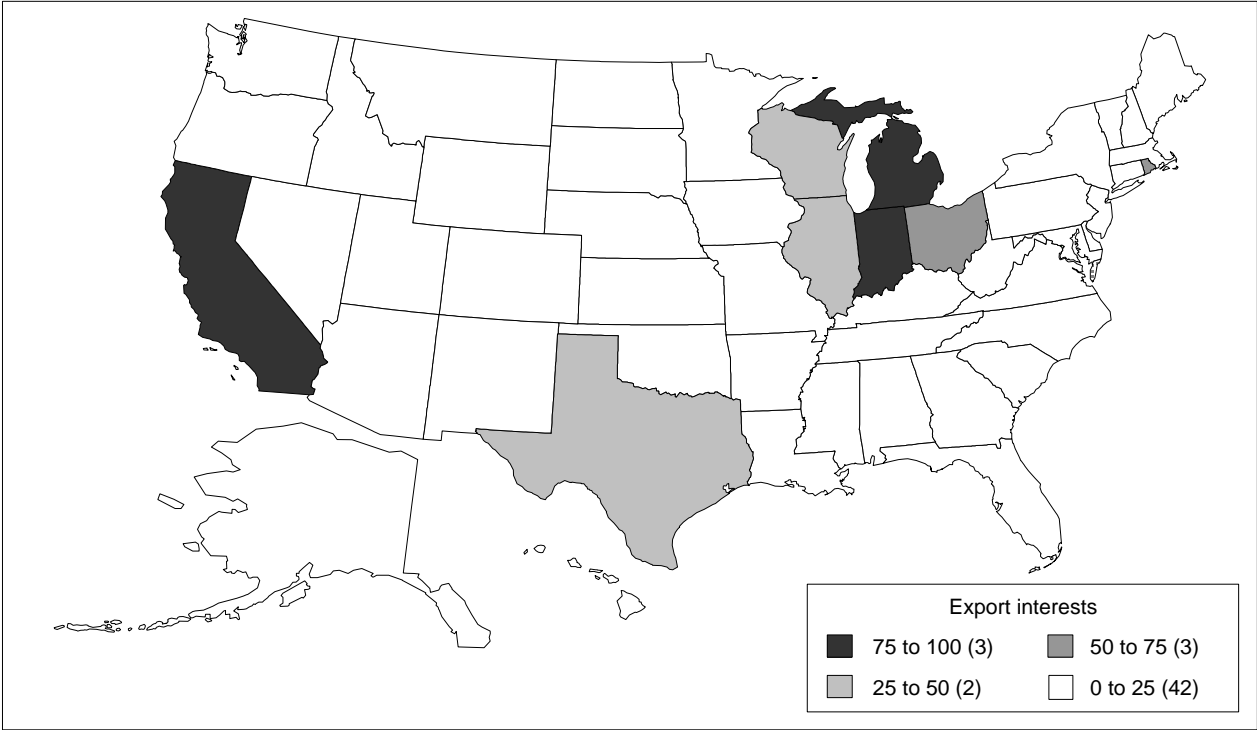 Export interests
75 to 100 (3)
50 to 75 (3)
25 to 50 (2)
0 to 25 (42)